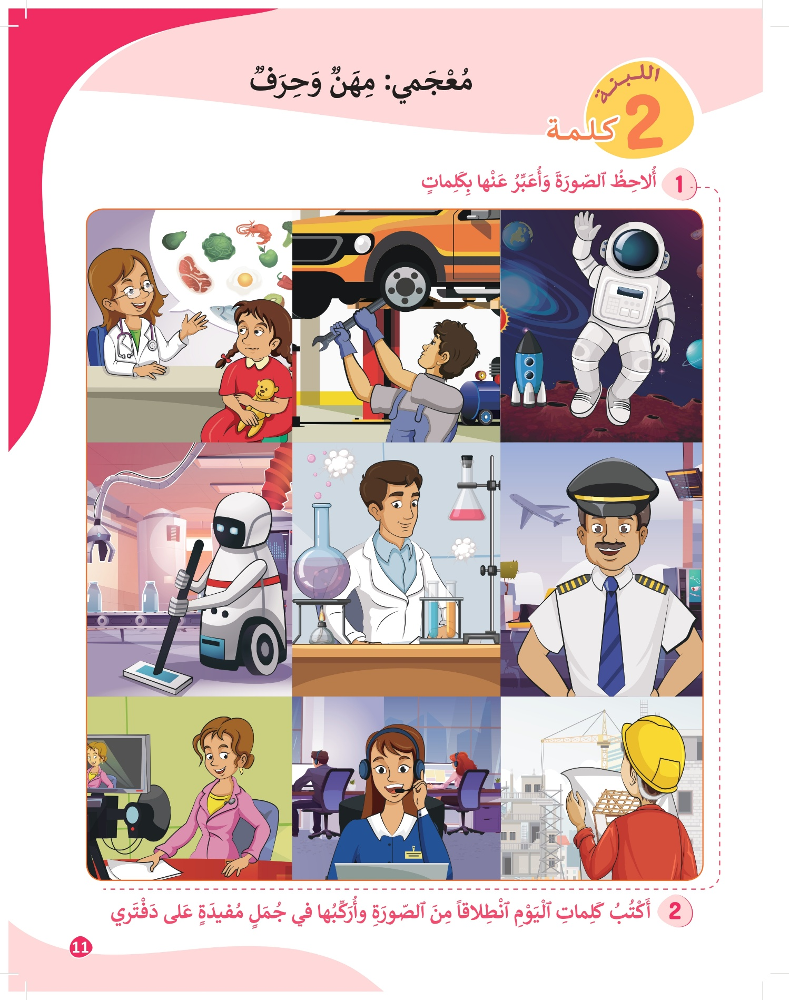 اللبنة
2
كلمة
مُعْجَمي: مِهَنٌ وَحِرَفٌ
1 أُلاحِظُ ٱلصّورَةَ وَأُعَبِّرُ عَنْها بِكَلِماتٍ
2 أَكْتُبُ كَلِماتِ ٱلْيَوْمِ ٱنْطِلاقاً مِنَ ٱلصّورَةِ وأُرَكِّبُها في جُمَلٍ مُفيدَةٍ عَلى دَفْتَري
11